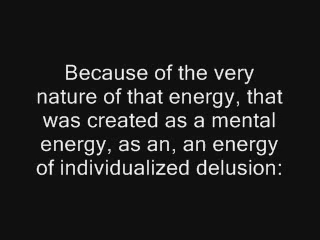 Because of the very
nature of that energy, that
was created as a mental
energy, as an, an energy
of individualized delusion: